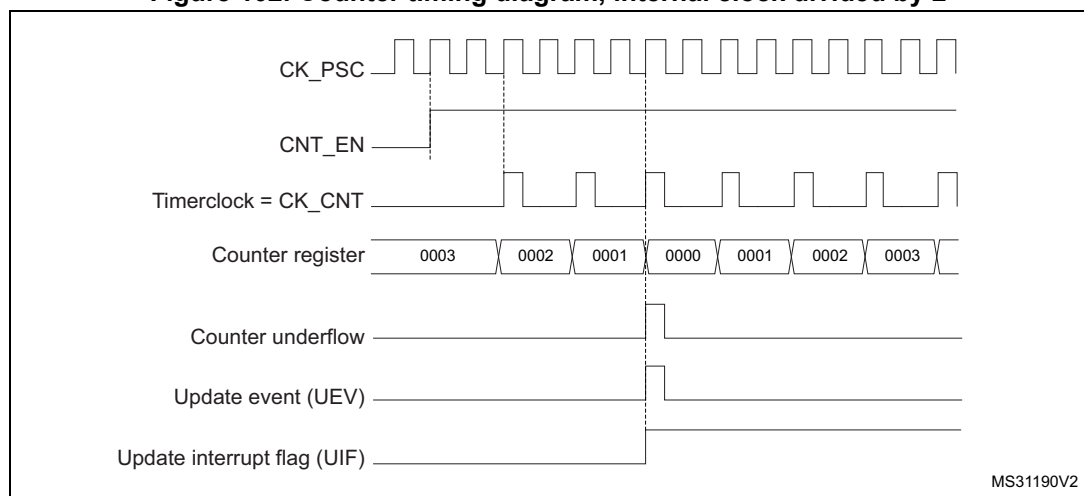 Figure 162. Counter timing diagram, internal clock divided by 2
CK_PSC
CNT_EN
Timerclock = CK_CNT
Counter register 0003 0002 0001 0000 0001 0002 0003
Counter underflow
Update event (UEV)
Update interrupt flag (UIF)
MS31190V2